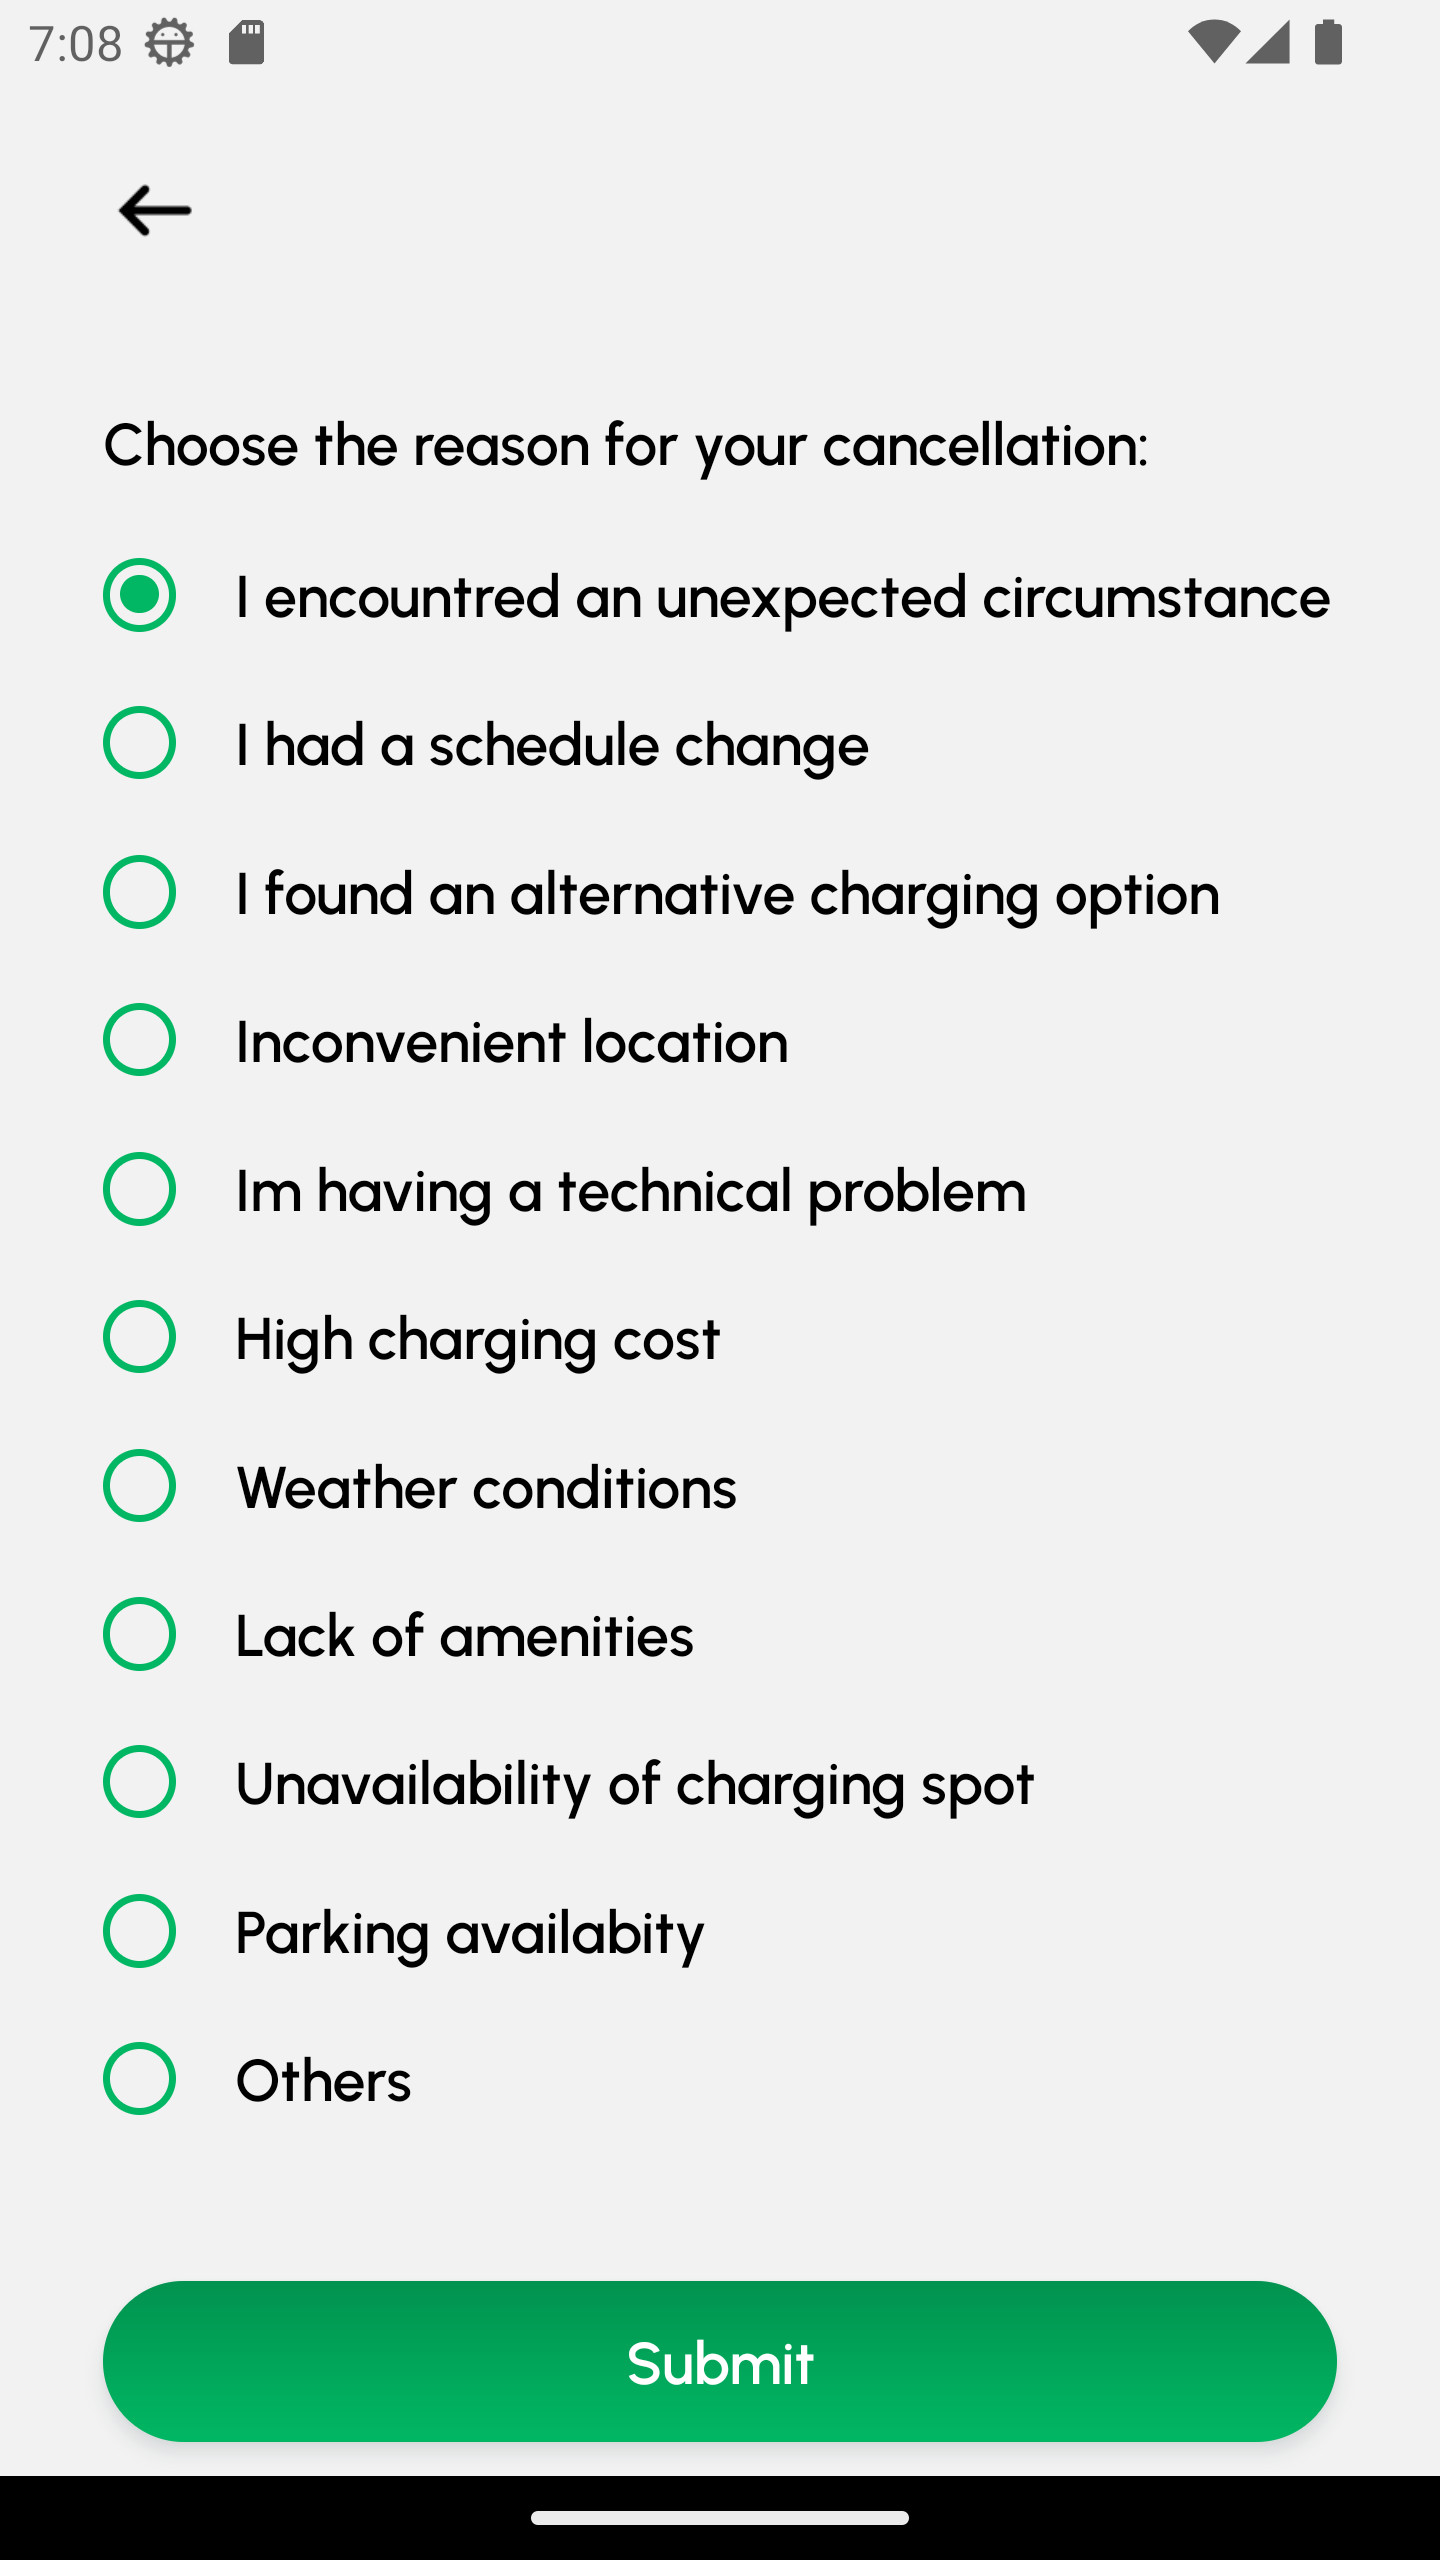 7:08
Choose the reason for your cancellation:
I encountred an unexpected circumstance
I had a schedule change
I found an alternative charging option
Inconvenient location
Im having a technical problem
High charging cost
Weather conditions
Lack of amenities
Unavailability of charging spot
Parking availabity
Others
Submit